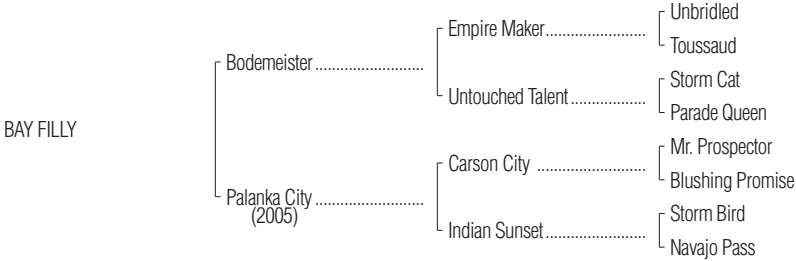 Unbridled
Empire Maker........................
Toussaud
Bodemeister..........................
Storm Cat
Untouched Talent..................
Parade Queen
BAY FILLY
Mr. Prospector
Carson City ..........................
Blushing Promise
Palanka City..........................
(2005)
Storm Bird
Indian Sunset........................
Navajo Pass